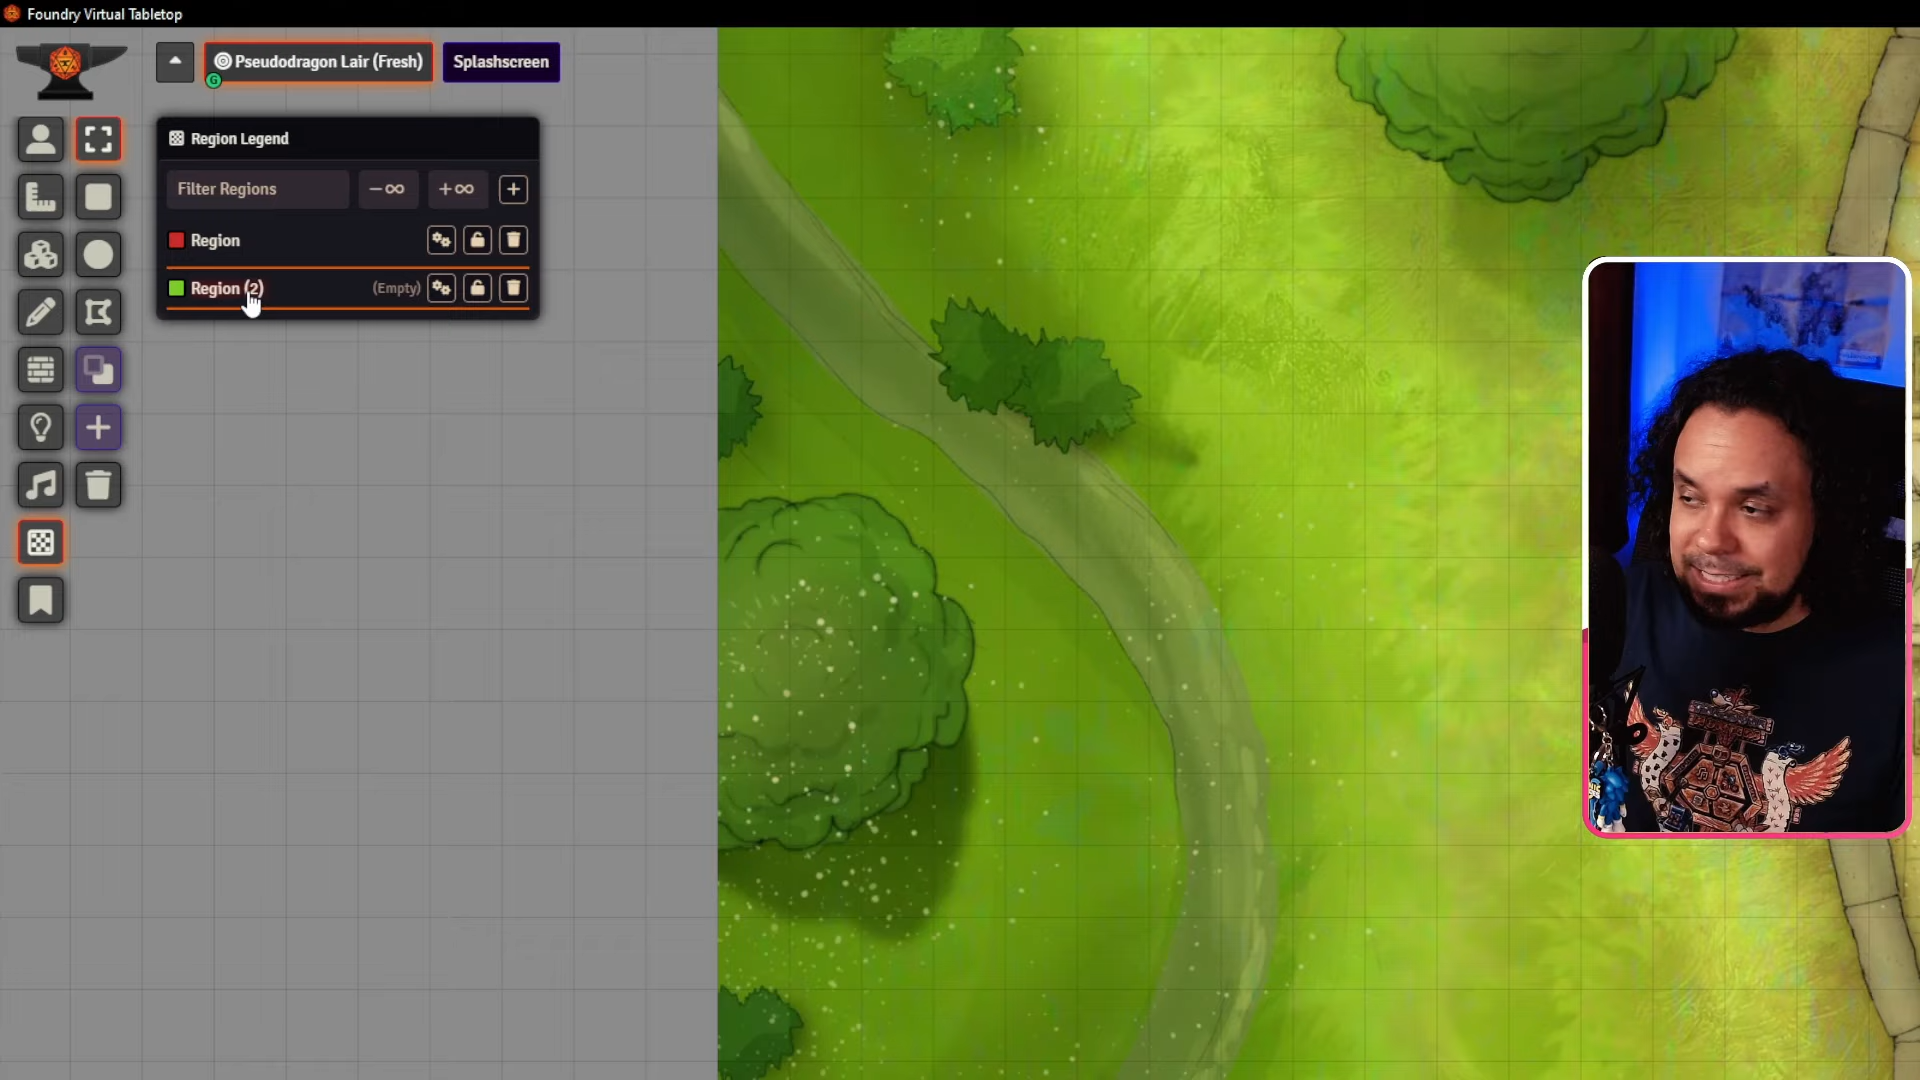 Foundry Virtual Tabletop
Pseudodragon Lair (Fresh)
G
Splashscreen
Region Legend
Filter Regions
−∞
+∞
Region
Region (2)
(Empty)